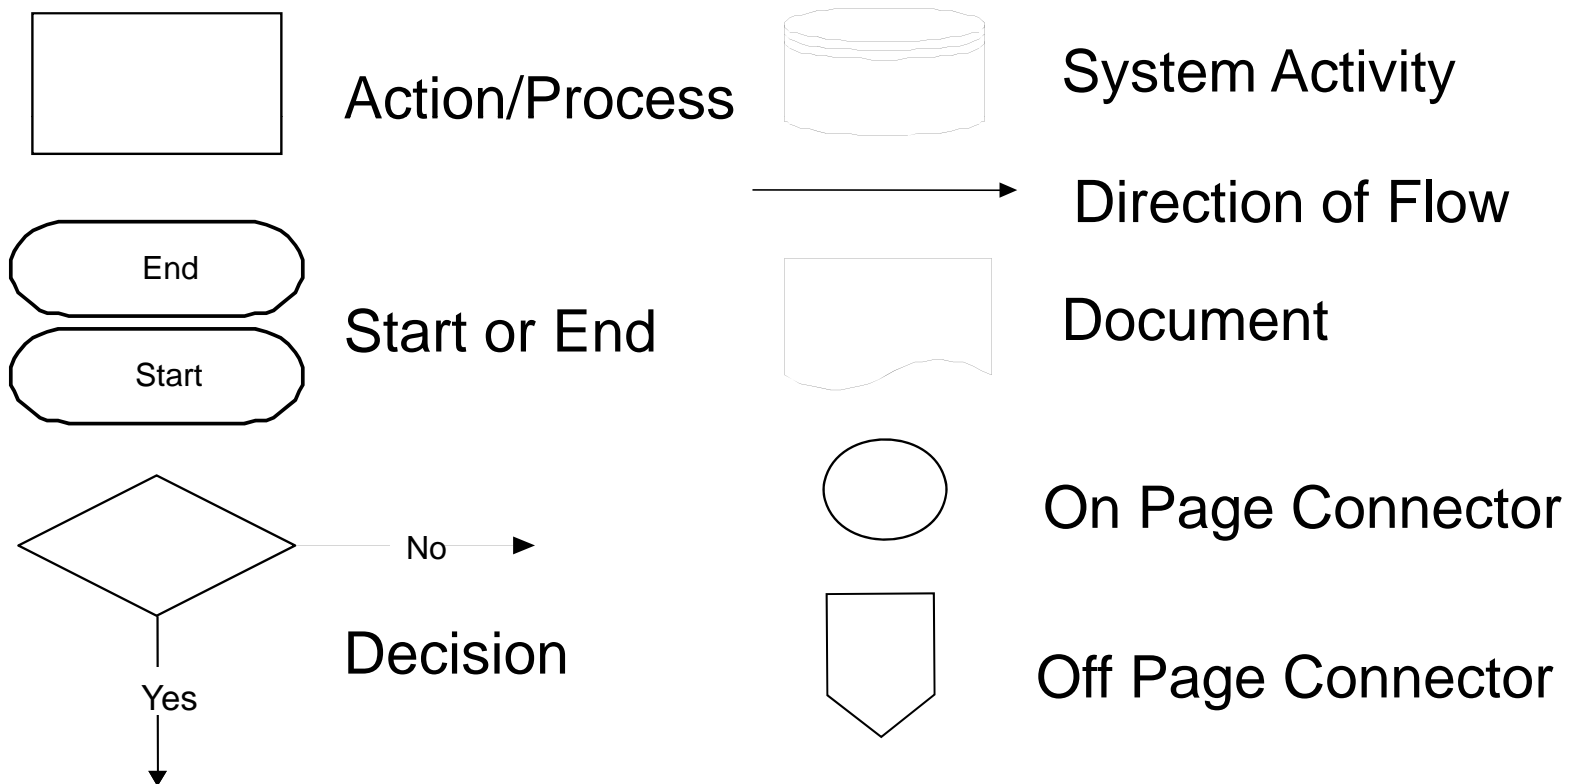 Action/Process
End
Start
Start or End
No
Decision
Yes
System Activity
Direction of Flow
Document
On Page Connector
Off Page Connector